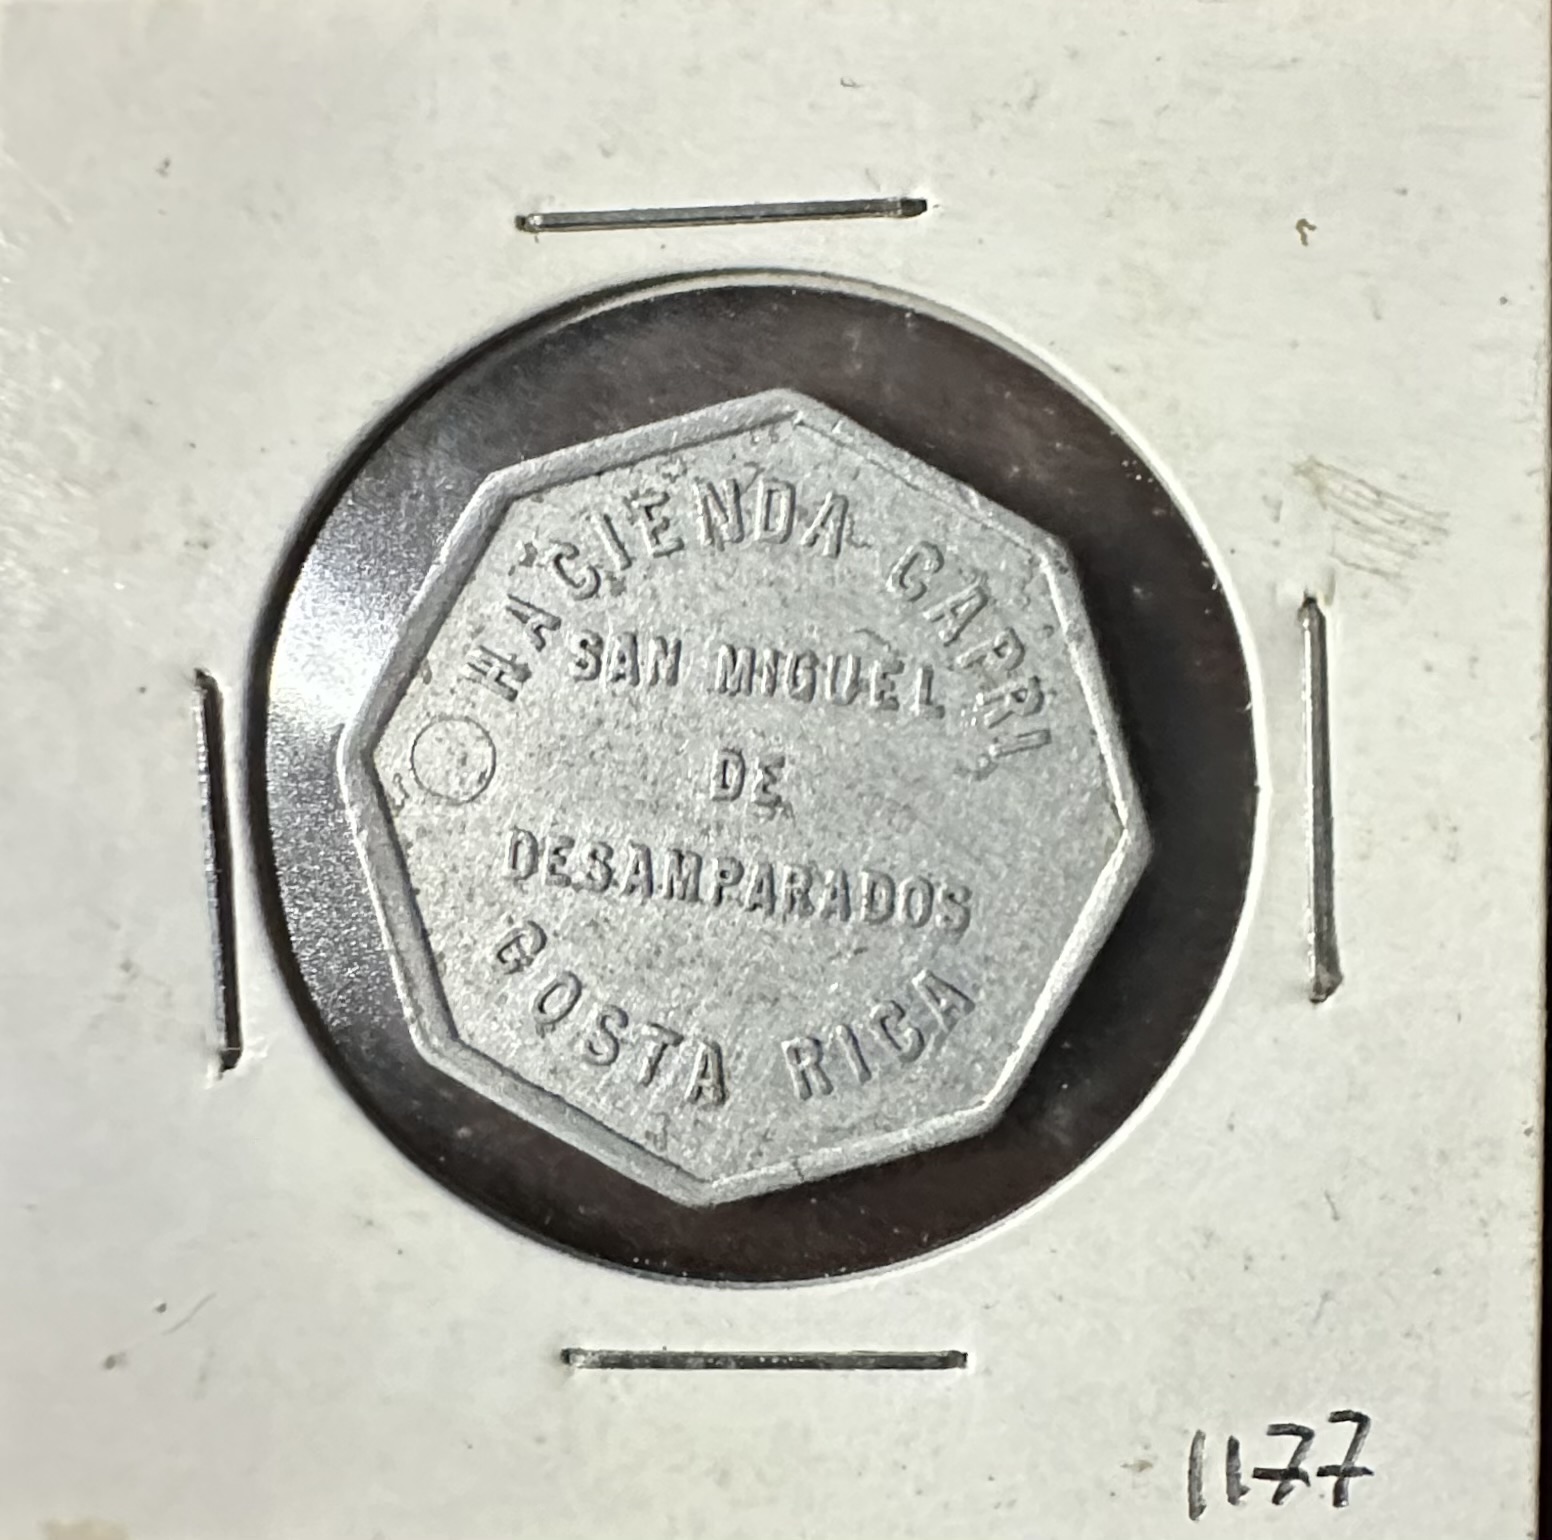 HACIENDA CAPRI
SAN MIGUEL
DE
DESAMPARADOS
COSTA RICA
1177